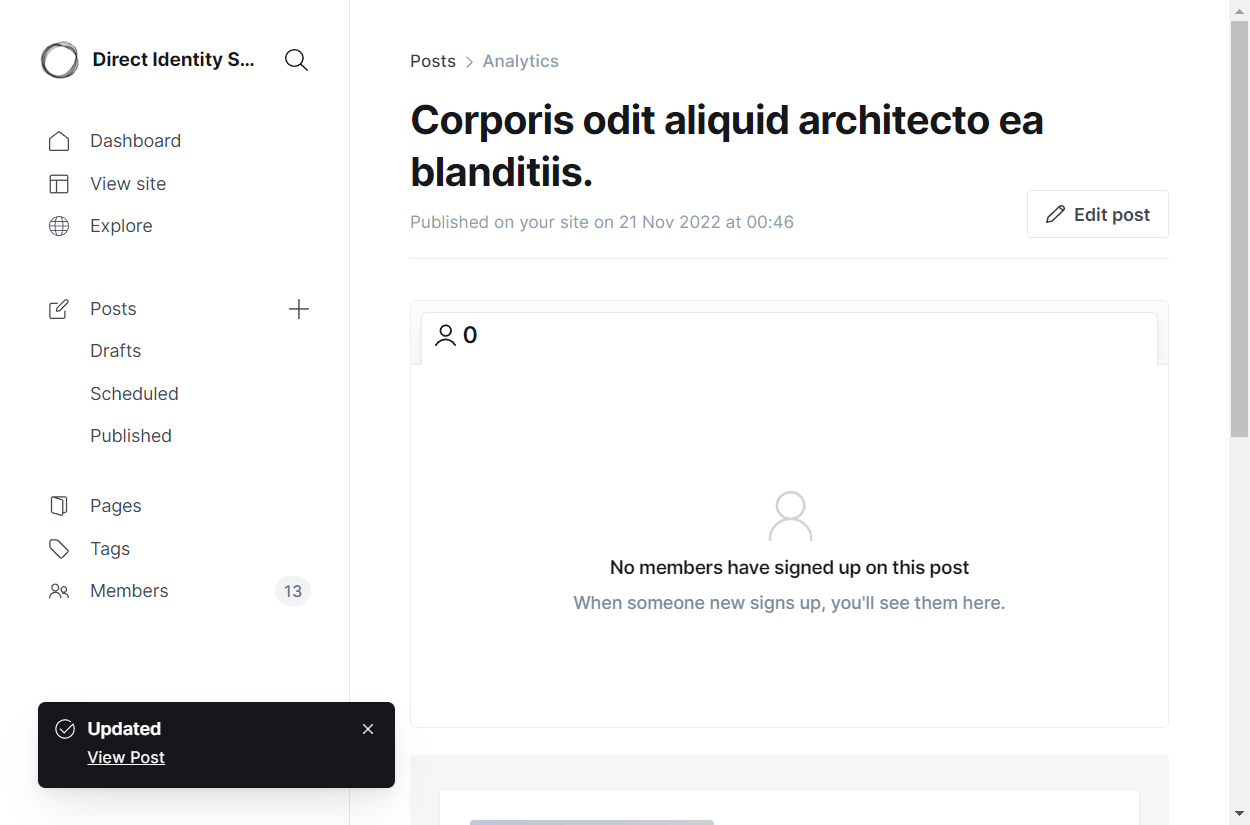 Direct Identity S...
Dashboard
View site
Explore
Posts
Drafts
Scheduled
Published
Pages
Tags
Members 13
Updated
View Post
Posts > Analytics
Corporis odit aliquid architecto ea
blanditiis.
Published on your site on 21 Nov 2022 at 00:46
Edit post
0
No members have signed up on this post
When someone new signs up, you'll see them here.